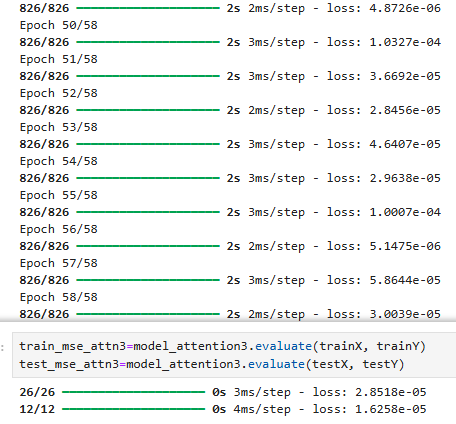 826/826 ━━━━━━━━━━━━━━━━━━━━ 2s 2ms/step - loss: 4.8726e-06
Epoch 50/58
826/826 ━━━━━━━━━━━━━━━━━━━━ 2s 3ms/step - loss: 1.0327e-04
Epoch 51/58
826/826 ━━━━━━━━━━━━━━━━━━━━ 2s 3ms/step - loss: 3.6692e-05
Epoch 52/58
826/826 ━━━━━━━━━━━━━━━━━━━━ 2s 2ms/step - loss: 2.8456e-05
Epoch 53/58
826/826 ━━━━━━━━━━━━━━━━━━━━ 2s 3ms/step - loss: 4.6407e-05
Epoch 54/58
826/826 ━━━━━━━━━━━━━━━━━━━━ 2s 3ms/step - loss: 2.9638e-05
Epoch 55/58
826/826 ━━━━━━━━━━━━━━━━━━━━ 2s 3ms/step - loss: 1.0007e-04
Epoch 56/58
826/826 ━━━━━━━━━━━━━━━━━━━━ 2s 2ms/step - loss: 5.1475e-06
Epoch 57/58
826/826 ━━━━━━━━━━━━━━━━━━━━ 2s 3ms/step - loss: 5.8644e-05
Epoch 58/58
826/826 ━━━━━━━━━━━━━━━━━━━━ 2s 2ms/step - loss: 3.0039e-05
: train_mse_attn3=model_attention3.evaluate(trainX, trainY)
test_mse_attn3=model_attention3.evaluate(testX, testY)
26/26 ━━━━━━━━━━━━━━━━━━━━ 0s 3ms/step - loss: 2.8518e-05
12/12 ━━━━━━━━━━━━━━━━━━━━ 0s 4ms/step - loss: 1.6258e-05